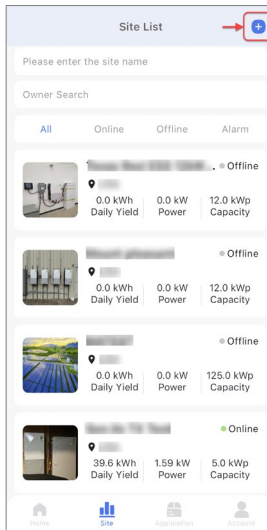 Site List
Please enter the site name
Owner Search
All Online Offline Alarm
Offline
0.0 kWh 0.0 kW 12.0 kWp
Daily Yield Power Capacity
Offline
0.0 kWh 0.0 kW 12.0 kWp
Daily Yield Power Capacity
Offline
0.0 kWh 0.0 kW 125.0 kWp
Daily Yield Power Capacity
Online
39.6 kWh 1.59 kW 5.0 kWp
Daily Yield Power Capacity
Home Site Application Account